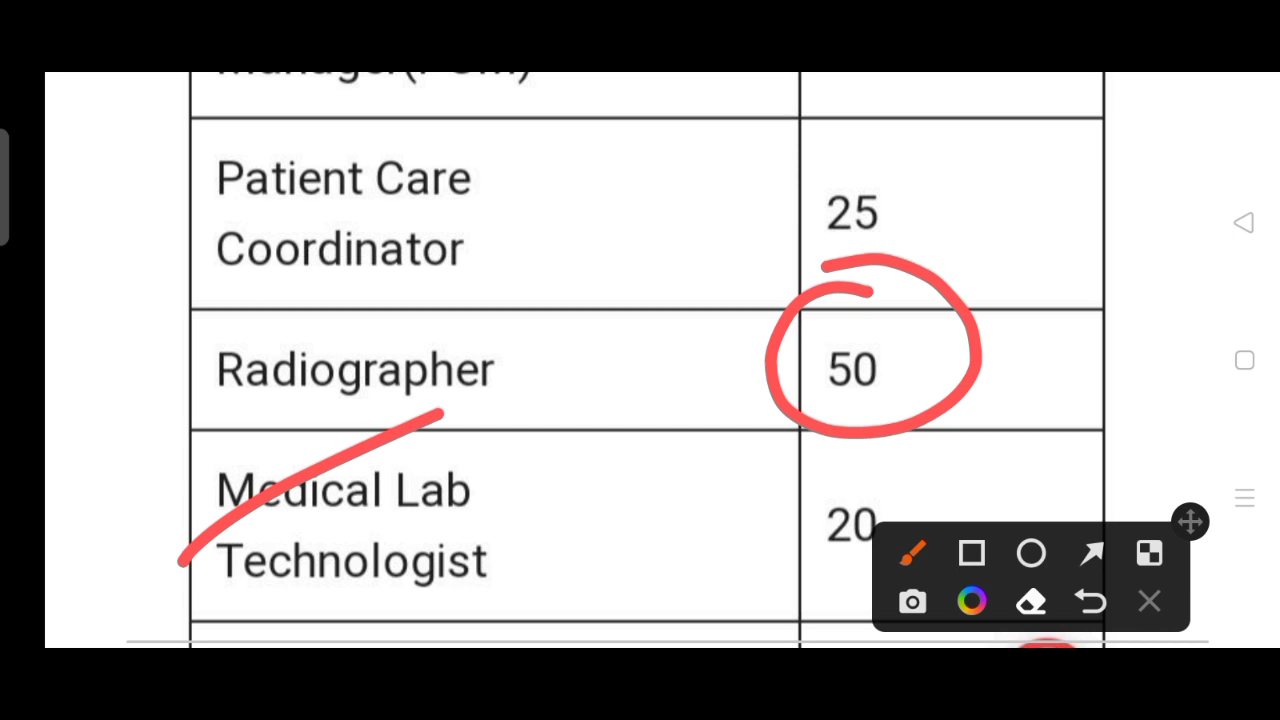 Patient Care
Coordinator
25
Radiographer
50
Medical Lab
Technologist
20